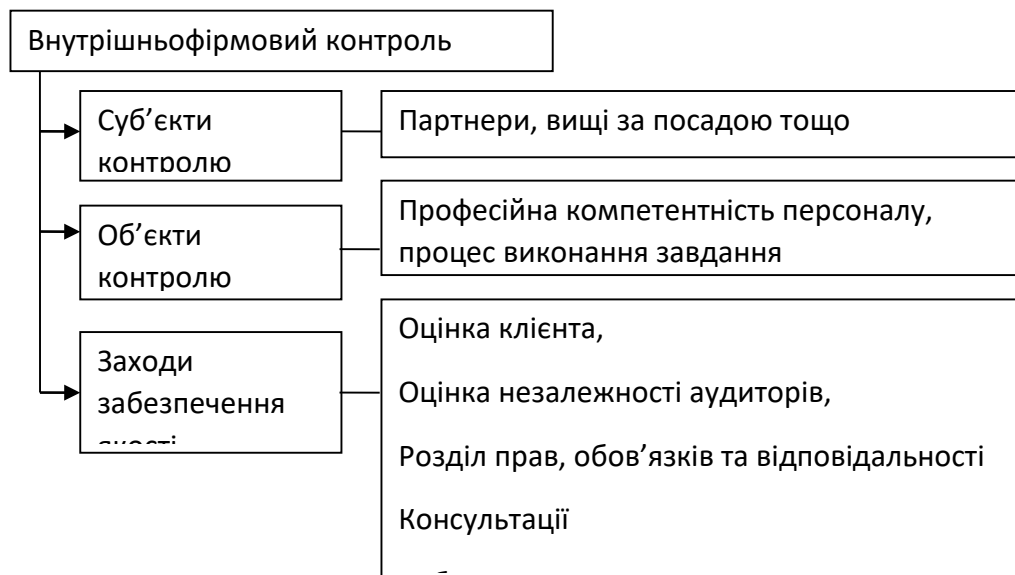 Внутрішньофірмовий контроль
Суб’єкти
контролю
Партнери, вищі за посадою тощо
Об’єкти
контролю
Професійна компетентність персоналу,
процес виконання завдання
Заходи
забезпечення
якості
Оцінка клієнта,
Оцінка незалежності аудиторів,
Розділ прав, обов’язків та відповідальності
Консультації